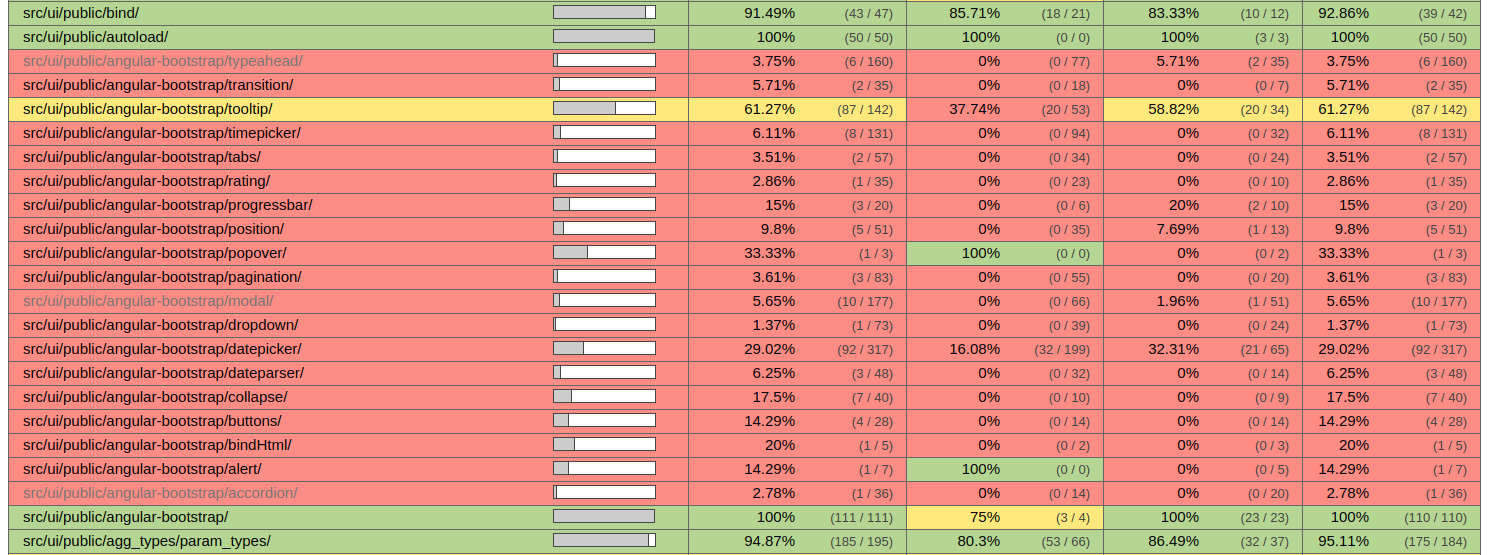 src/ui/public/bind/ 91.49% (43 / 47) 85.71% (18 / 21) 83.33% (10 / 12) 92.86% (39 / 42)
src/ui/public/autoload/ 100% (50 / 50) 100% (0 / 0) 100% (3 / 3) 100% (50 / 50)
src/ui/public/angular-bootstrap/typeahead/ 3.75% (6 / 160) 0% (0 / 77) 5.71% (2 / 35) 3.75% (6 / 160)
src/ui/public/angular-bootstrap/transition/ 5.71% (2 / 35) 0% (0 / 18) 0% (0 / 7) 5.71% (2 / 35)
src/ui/public/angular-bootstrap/tooltip/ 61.27% (87 / 142) 37.74% (20 / 53) 58.82% (20 / 34) 61.27% (87 / 142)
src/ui/public/angular-bootstrap/timepicker/ 6.11% (8 / 131) 0% (0 / 94) 0% (0 / 32) 6.11% (8 / 131)
src/ui/public/angular-bootstrap/tabs/ 3.51% (2 / 57) 0% (0 / 34) 0% (0 / 24) 3.51% (2 / 57)
src/ui/public/angular-bootstrap/rating/ 2.86% (1 / 35) 0% (0 / 23) 0% (0 / 10) 2.86% (1 / 35)
src/ui/public/angular-bootstrap/progressbar/ 15% (3 / 20) 0% (0 / 6) 20% (2 / 10) 15% (3 / 20)
src/ui/public/angular-bootstrap/position/ 9.8% (5 / 51) 0% (0 / 35) 7.69% (1 / 13) 9.8% (5 / 51)
src/ui/public/angular-bootstrap/popover/ 33.33% (1 / 3) 100% (0 / 0) 0% (0 / 2) 33.33% (1 / 3)
src/ui/public/angular-bootstrap/pagination/ 3.61% (3 / 83) 0% (0 / 55) 0% (0 / 20) 3.61% (3 / 83)
src/ui/public/angular-bootstrap/modal/ 5.65% (10 / 177) 0% (0 / 66) 1.96% (1 / 51) 5.65% (10 / 177)
src/ui/public/angular-bootstrap/dropdown/ 1.37% (1 / 73) 0% (0 / 39) 0% (0 / 24) 1.37% (1 / 73)
src/ui/public/angular-bootstrap/datepicker/ 29.02% (92 / 317) 16.08% (32 / 199) 32.31% (21 / 65) 29.02% (92 / 317)
src/ui/public/angular-bootstrap/dateparser/ 6.25% (3 / 48) 0% (0 / 32) 0% (0 / 14) 6.25% (3 / 48)
src/ui/public/angular-bootstrap/collapse/ 17.5% (7 / 40) 0% (0 / 10) 0% (0 / 9) 17.5% (7 / 40)
src/ui/public/angular-bootstrap/buttons/ 14.29% (4 / 28) 0% (0 / 14) 0% (0 / 14) 14.29% (4 / 28)
src/ui/public/angular-bootstrap/bindHtml/ 20% (1 / 5) 0% (0 / 2) 0% (0 / 3) 20% (1 / 5)
src/ui/public/angular-bootstrap/alert/ 14.29% (1 / 7) 100% (0 / 0) 0% (0 / 5) 14.29% (1 / 7)
src/ui/public/angular-bootstrap/accordion/ 2.78% (1 / 36) 0% (0 / 14) 0% (0 / 20) 2.78% (1 / 36)
src/ui/public/angular-bootstrap/ 100% (111 / 111) 75% (3 / 4) 100% (23 / 23) 100% (110 / 110)
src/ui/public/agg_types/param_types/ 94.87% (185 / 195) 80.3% (53 / 66) 86.49% (32 / 37) 95.11% (175 / 184)